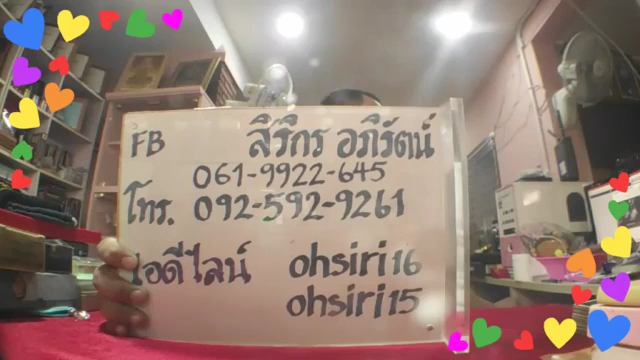 FB สิริกร อภิรัตน์
061-9922-645
โทร. 092-592-9261
ไอดีไลน์ ohsiri16
ohsiri15